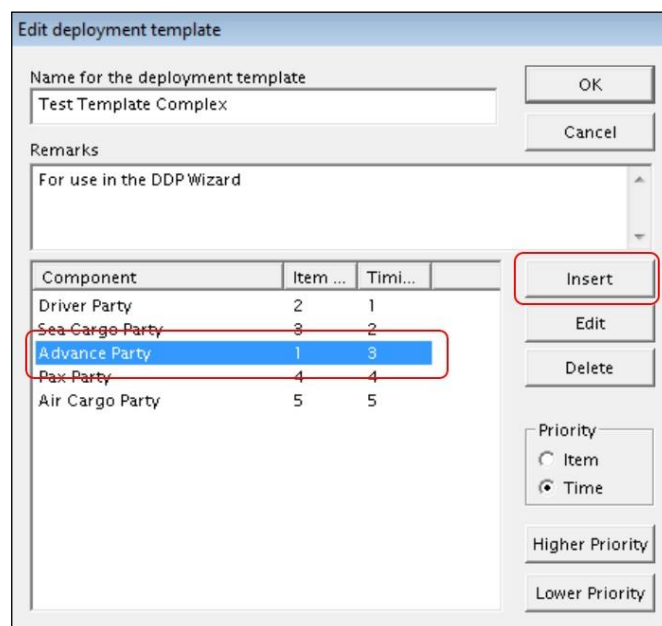 Edit deployment template
Name for the deployment template
OK
Test Template Complex
Cancel
Remarks
For use in the DDP Wizard
Component Item ... Timi...
Insert
Driver Party 2 1
Sea Cargo Party 3 2
Edit
Advance Party 1 3
Pax Party 4 4
Delete
Air Cargo Party 5 5
Priority
Item
Time
Higher Priority
Lower Priority